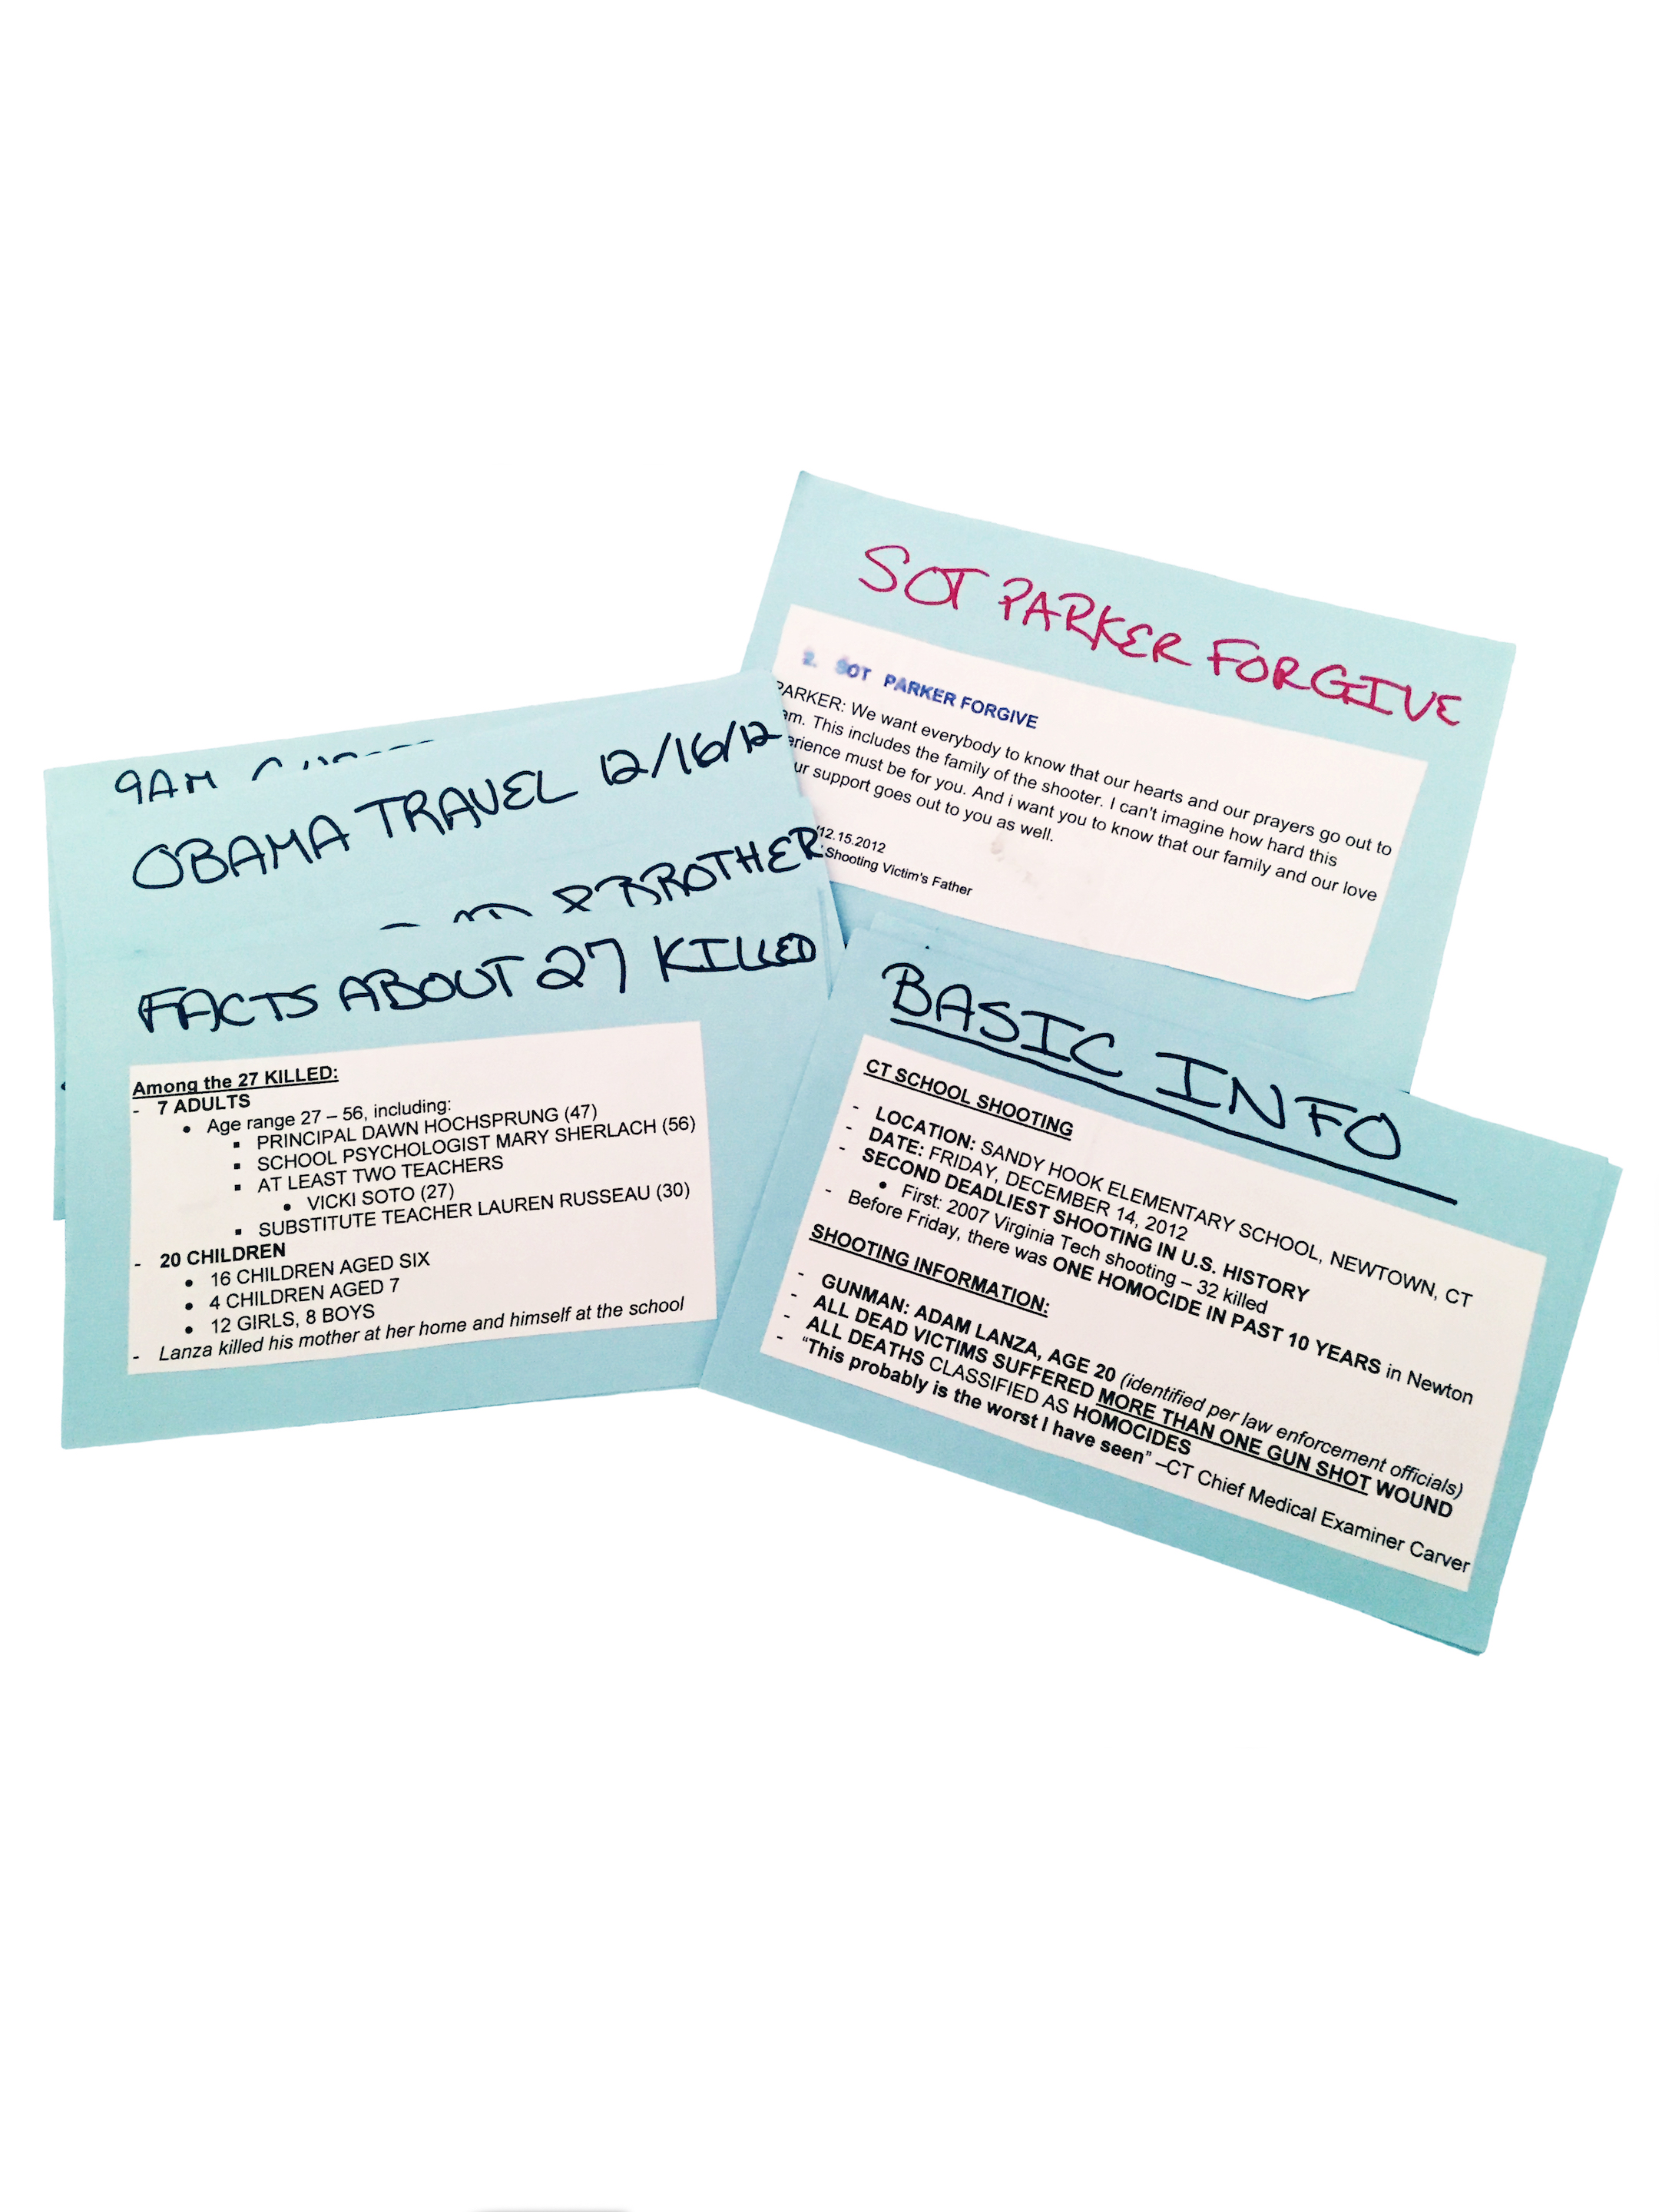 SOT PARKER FORGIVE
2. SOT PARKER FORGIVE
PARKER: We want everybody to know that our hearts and our prayers go out to
This includes the family of the shooter. I can't imagine how hard this
must be for you. And i want you to know that our family and our love
support goes out to you as well.
12.15.2012
Shooting Victim's Father
9AM
OBAMA TRAVEL 12/16/12
& BROTHER
FACTS ABOUT 27 KILLED
Among the 27 KILLED:
- 7 ADULTS
• Age range 27 – 56, including:
▪ PRINCIPAL DAWN HOCHSPRUNG (47)
▪ SCHOOL PSYCHOLOGIST MARY SHERLACH (56)
▪ AT LEAST TWO TEACHERS
• VICKI SOTO (27)
▪ SUBSTITUTE TEACHER LAUREN RUSSEAU (30)
- 20 CHILDREN
• 16 CHILDREN AGED SIX
• 4 CHILDREN AGED 7
• 12 GIRLS, 8 BOYS
- Lanza killed his mother at her home and himself at the school
BASIC INFO
CT SCHOOL SHOOTING
- LOCATION: SANDY HOOK ELEMENTARY SCHOOL, NEWTOWN, CT
- DATE: FRIDAY, DECEMBER 14, 2012
- SECOND DEADLIEST SHOOTING IN U.S. HISTORY
• First: 2007 Virginia Tech shooting – 32 killed
- Before Friday, there was ONE HOMOCIDE IN PAST 10 YEARS in Newton
SHOOTING INFORMATION:
- GUNMAN: ADAM LANZA, AGE 20 (identified per law enforcement officials)
- ALL DEAD VICTIMS SUFFERED MORE THAN ONE GUN SHOT WOUND
- ALL DEATHS CLASSIFIED AS HOMOCIDES
- “This probably is the worst I have seen” –CT Chief Medical Examiner Carver